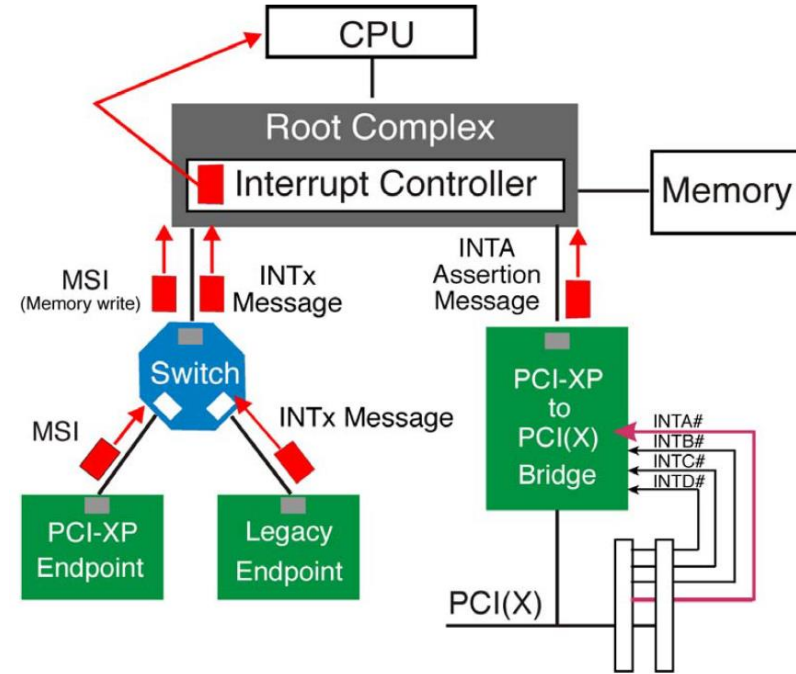 CPU
Root Complex
Interrupt Controller
Memory
MSI
(Memory write)
INTx
Message
INTA
Assertion
Message
Switch
MSI
INTx Message
PCI-XP
Endpoint
Legacy
Endpoint
PCI-XP
to
PCI(X)
Bridge
INTA#
INTB#
INTC#
INTD#
PCI(X)